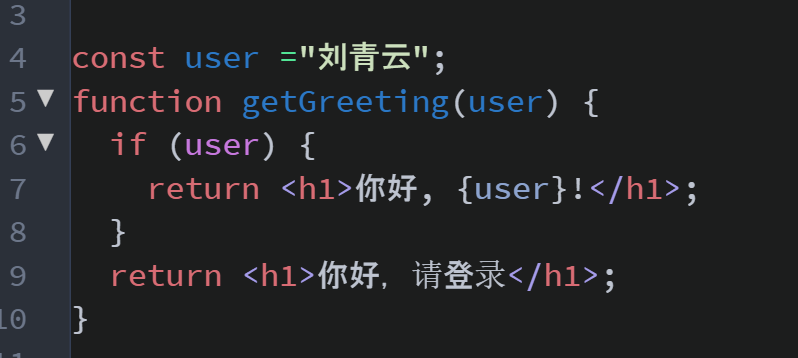 3
4 const user ="刘青云";
5 ▼ function getGreeting(user) {
6 ▼ if (user) {
7 return <h1>你好, {user}!</h1>;
8 }
9 return <h1>你好, 请登录</h1>;
10 }
11